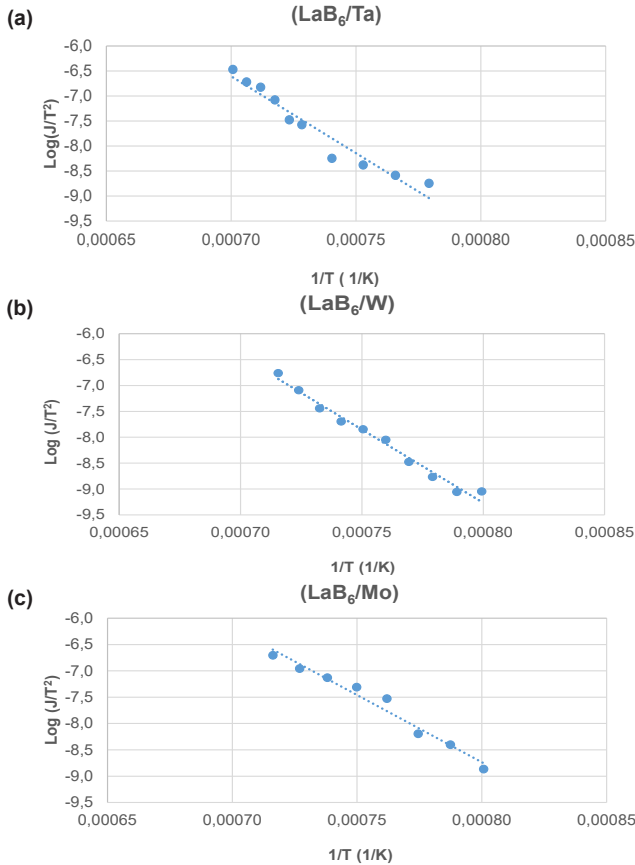 (a)
(LaB₆/Ta)
-6,0
-6,5
-7,0
-7,5
-8,0
-8,5
-9,0
-9,5
Log(J/T²)
0,00065 0,00070 0,00075 0,00080 0,00085
1/T ( 1/K)
(b)
(LaB₆/W)
-6,0
-6,5
-7,0
-7,5
-8,0
-8,5
-9,0
-9,5
Log (J/T²)
0,00065 0,00070 0,00075 0,00080 0,00085
1/T (1/K)
(c)
(LaB₆/Mo)
-6,0
-6,5
-7,0
-7,5
-8,0
-8,5
-9,0
-9,5
Log (J/T²)
0,00065 0,00070 0,00075 0,00080 0,00085
1/T (1/K)